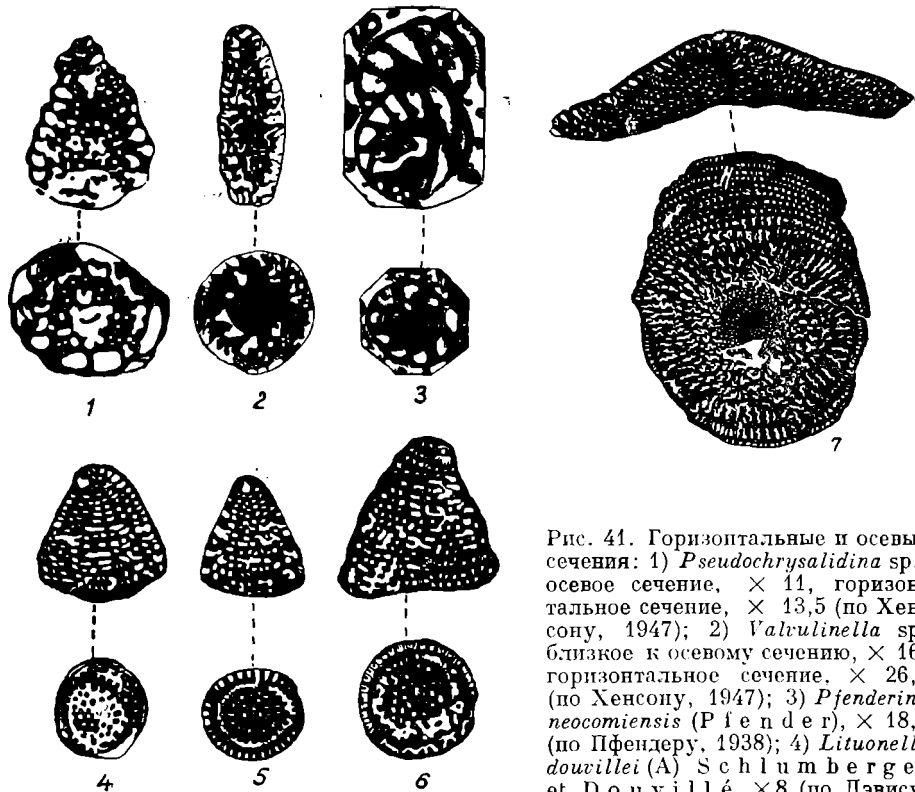 1
2
3
7
4
5
6
Рис. 41. Горизонтальные и осевы
сечения: 1) Pseudochrysalidina sp.
осевое сечение, × 11, горизон
тальное сечение, × 13,5 (по Хен
сону, 1947); 2) Valvulinella sp
близкое к осевому сечению, × 16
горизонтальное сечение, × 26,
(по Хенсону, 1947); 3) Pfenderin
neocomiensis (Pfender), × 18,
(по Пфендеру, 1938); 4) Lituonell
douvillei (A) Schlumberge
et Douvillé, ×8 (по Дэвису